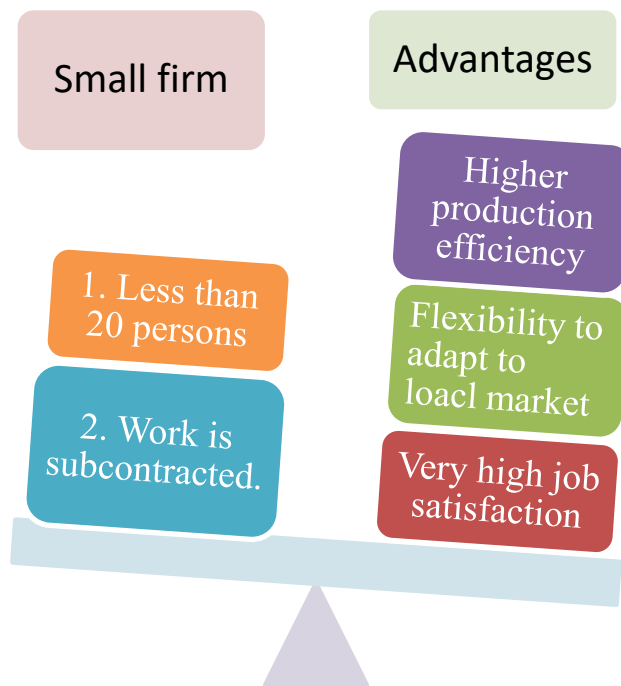 Small firm
1. Less than
20 persons
2. Work is
subcontracted.
Advantages
Higher
production
efficiency
Flexibility to
adapt to
loacl market
Very high job
satisfaction